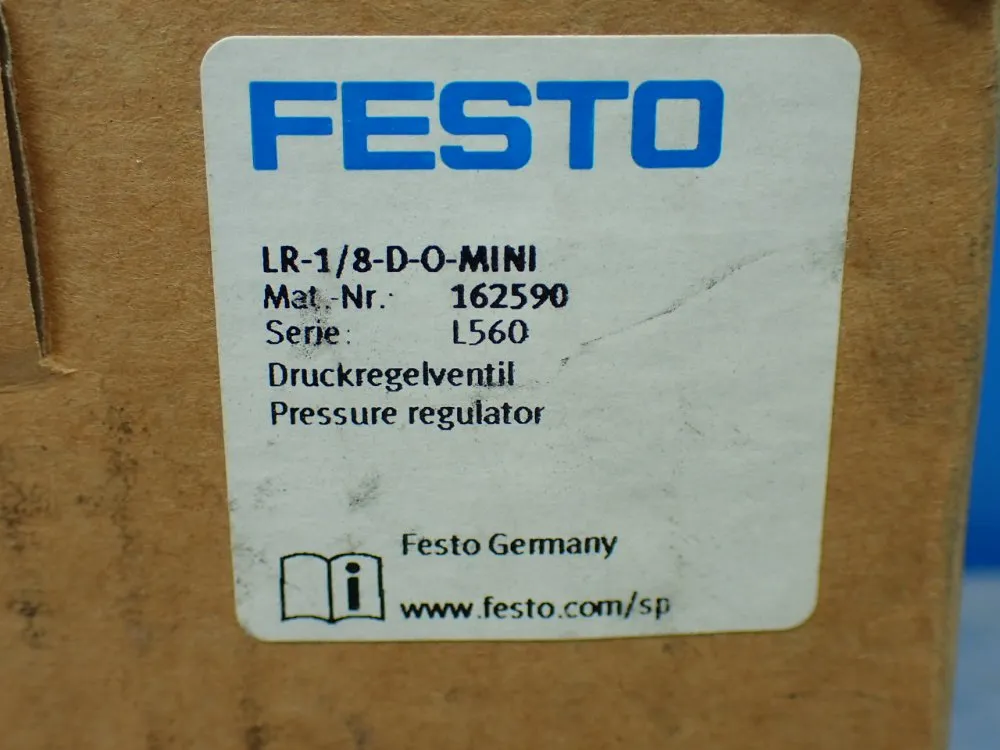 FESTO
LR-1/8-D-O-MINI
Mat.-Nr.: 162590
Serie: L560
Druckregelventil
Pressure regulator
Festo Germany
i
www.festo.com/sp